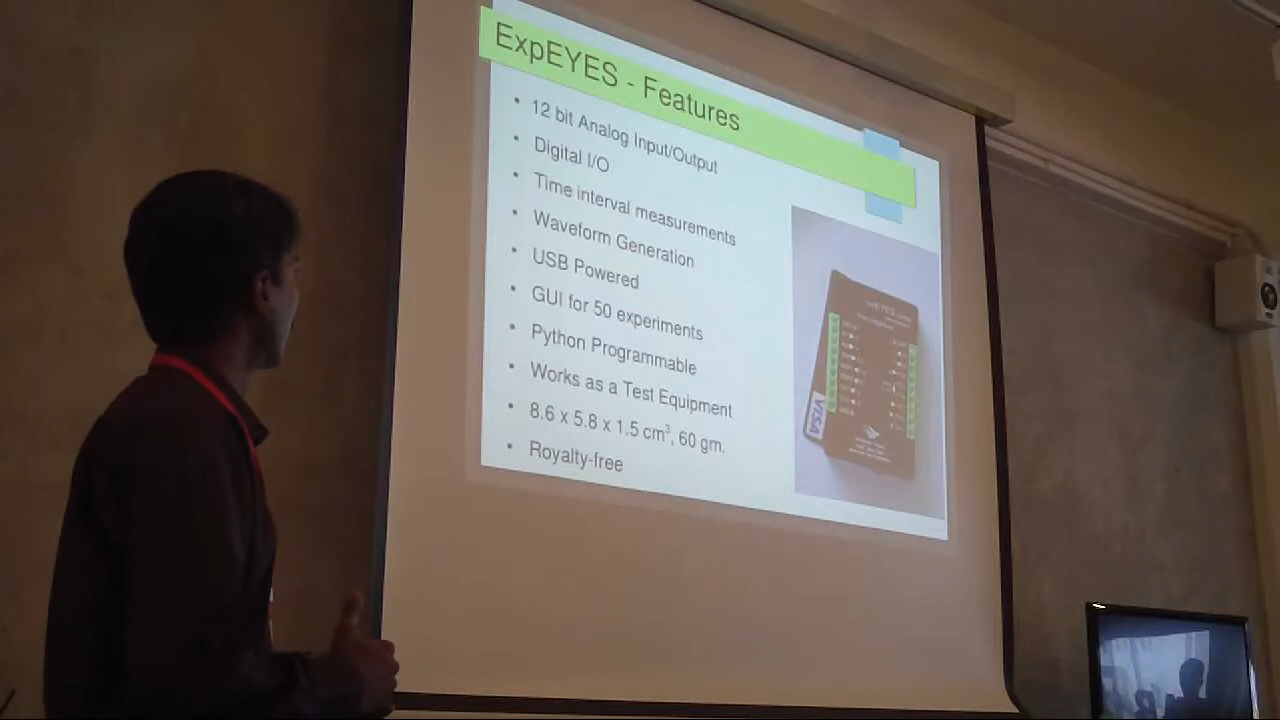 ExpEYES - Features
• 12 bit Analog Input/Output
• Digital I/O
• Time interval measurements
• Waveform Generation
• USB Powered
• GUI for 50 experiments
• Python Programmable
• Works as a Test Equipment
• 8.6 x 5.8 x 1.5 cm³, 60 gm.
• Royalty-free
VISA